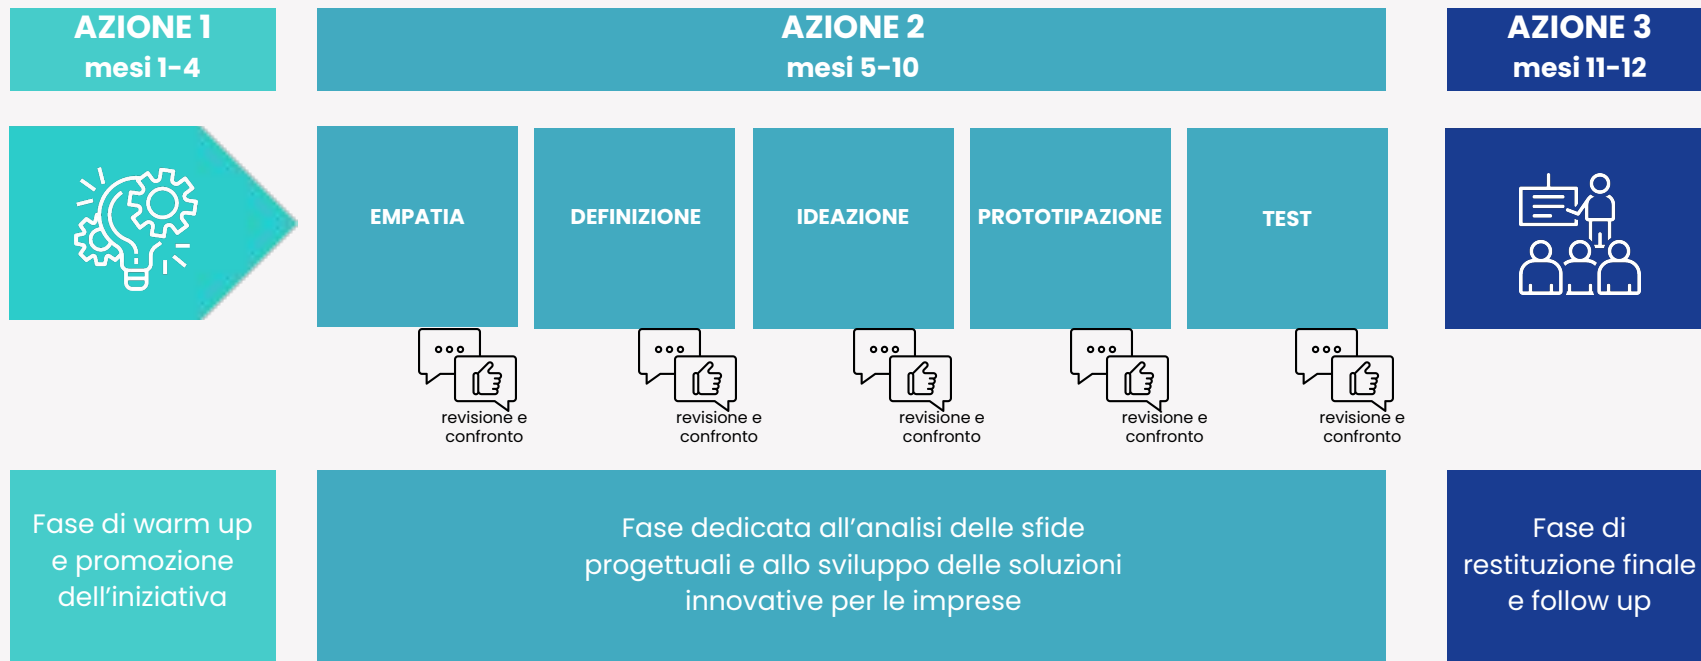 AZIONE 1
mesi 1-4
AZIONE 2
mesi 5-10
AZIONE 3
mesi 11-12
EMPATIA
DEFINIZIONE
IDEAZIONE
PROTOTIPAZIONE
TEST
revisione e
confronto
revisione e
confronto
revisione e
confronto
revisione e
confronto
revisione e
confronto
Fase di warm up
e promozione
dell’iniziativa
Fase dedicata all’analisi delle sfide
progettuali e allo sviluppo delle soluzioni
innovative per le imprese
Fase di
restituzione finale
e follow up